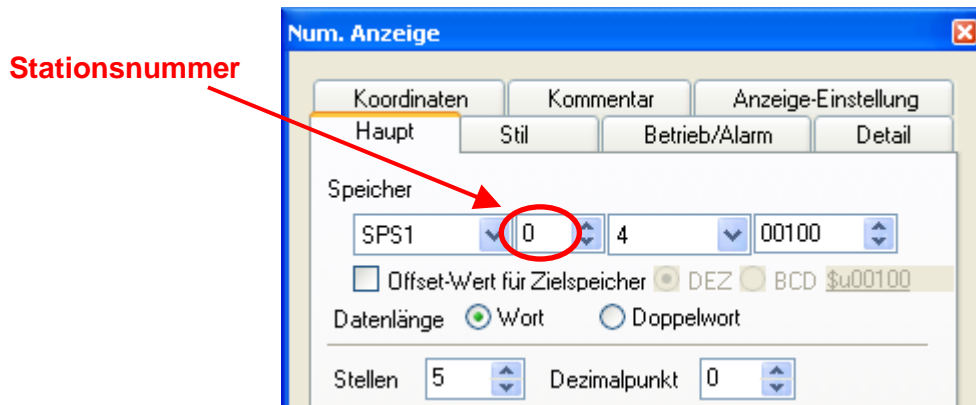 Num. Anzeige
Stationsnummer
Koordinaten Kommentar Anzeige-Einstellung
Haupt Stil Betrieb/Alarm Detail
Speicher
SPS1 0 4 00100
Offset-Wert für Zielspeicher DEZ BCD $u00100
Datenlänge Wort Doppelwort
Stellen 5 Dezimalpunkt 0